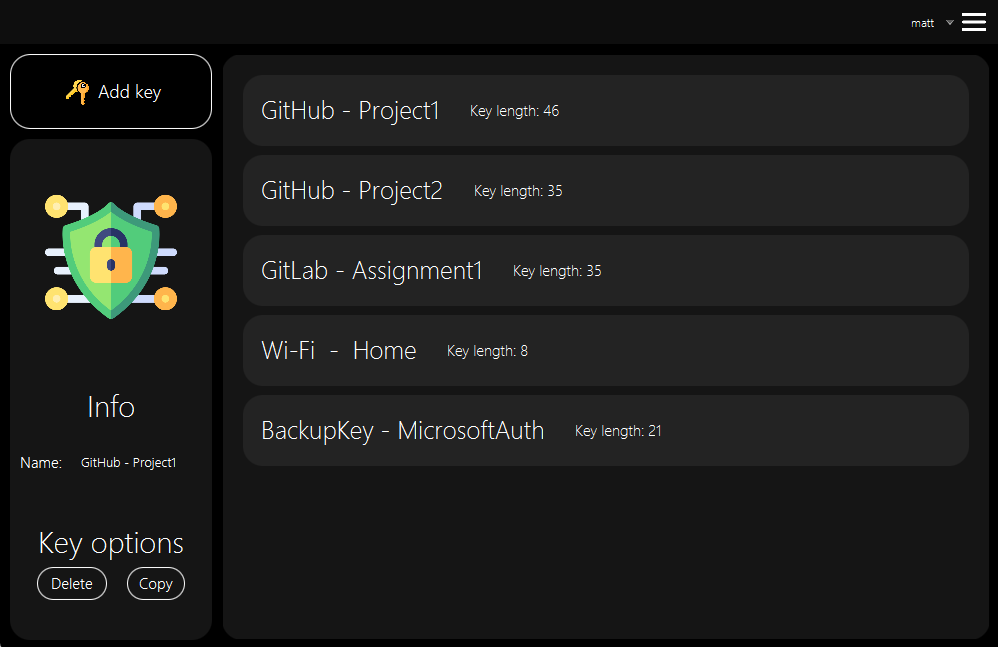 matt
Add key
GitHub - Project1 Key length: 46
GitHub - Project2 Key length: 35
GitLab - Assignment1 Key length: 35
Wi-Fi - Home Key length: 8
BackupKey - MicrosoftAuth Key length: 21
Info
Name: GitHub - Project1
Key options
Delete Copy